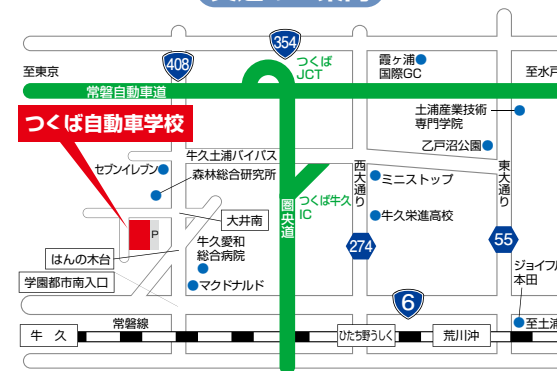 354
408
つくば
JCT
霞ヶ浦
国際GC
至東京
至水戸
常磐自動車道
つくば自動車学校
土浦産業技術
専門学院
乙戸沼公園
牛久土浦バイパス
セブンイレブン
森林総合研究所
西大通り
東大通り
ミニストップ
圏央道
つくば牛久
IC
大井南
牛久栄進高校
P
牛久愛和
総合病院
274
55
はんの木台
学園都市南入口
マクドナルド
ジョイフル
本田
6
常磐線
牛久
ひたち野うしく
荒川沖
至土浦